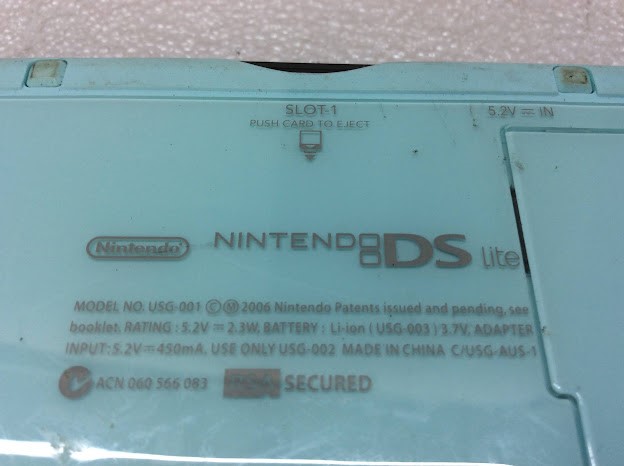 SLOT-1
PUSH CARD TO EJECT
5.2V ⎓ IN
Nintendo®
NINTENDO DS Lite
MODEL NO. USG-001 ©Ⓜ2006 Nintendo Patents issued and pending, see
booklet. RATING : 5.2V ⎓ 2.3W, BATTERY : Li-ion ( USG-003 ) 3.7V, ADAPTER
INPUT: 5.2V⎓450mA. USE ONLY USG-002 MADE IN CHINA C/USG-AUS-1
ACN 060 566 083 SECURED